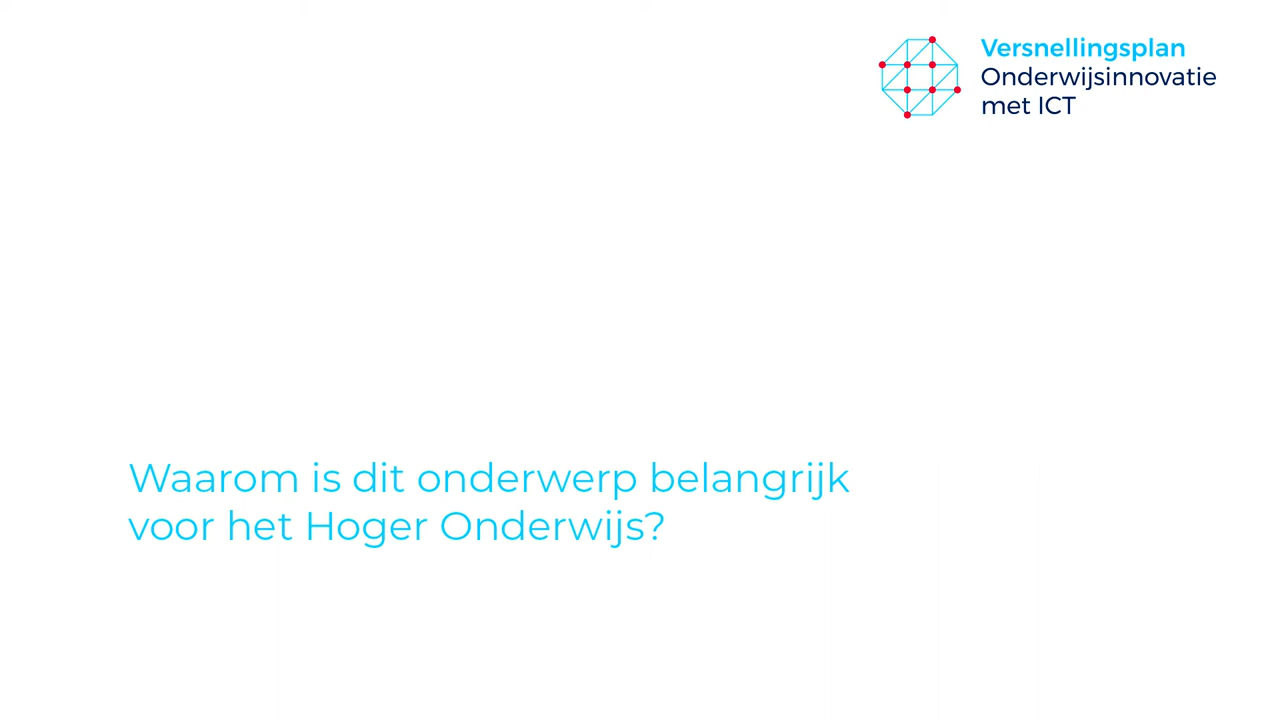 Versnellingsplan
Onderwijsinnovatie
met ICT
Waarom is dit onderwerp belangrijk
voor het Hoger Onderwijs?